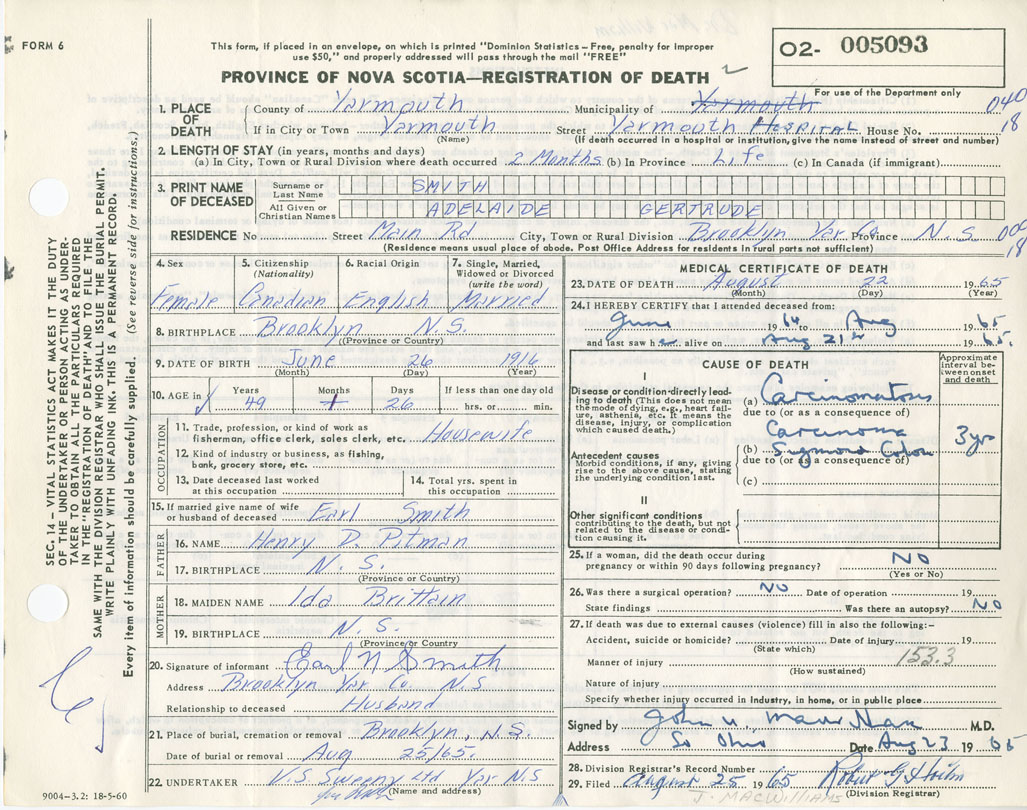 FORM 6
This form, if placed in an envelope, on which is printed "Dominion Statistics – Free, penalty for improper
use $50," and properly addressed will pass through the mail "FREE"
O2- 005093
For use of the Department only
PROVINCE OF NOVA SCOTIA—REGISTRATION OF DEATH
1. PLACE OF DEATH
County of Yarmouth Municipality of Yarmouth 040
If in City or Town Yarmouth Street Yarmouth HOSPITAL House No. 18
(Name) (If death occurred in a hospital or institution, give the name instead of street and number)
2. LENGTH OF STAY (in years, months and days)
(a) In City, Town or Rural Division where death occurred 2 Months (b) In Province Life (c) In Canada (if immigrant)
3. PRINT NAME OF DECEASED
Surname or Last Name SMITH
All Given or Christian Names ADELAIDE GERTRUDE
RESIDENCE No Street Main Rd City, Town or Rural Division Brooklyn Yar. Co. Province N.S.
18
(Residence means usual place of abode. Post Office Address for residents in rural parts not sufficient)
4. Sex Female
5. Citizenship (Nationality) Canadian
6. Racial Origin English
7. Single, Married, Widowed or Divorced (write the word) Married
8. BIRTHPLACE Brooklyn N.S.
(Province or Country)
9. DATE OF BIRTH June 26 1916
(Month) (Day) (Year)
10. AGE in Years 49 Months 1 Days 26 If less than one day old hrs. or min.
OCCUPATION
11. Trade, profession, or kind of work as fisherman, office clerk, sales clerk, etc. Housewife
12. Kind of industry or business, as fishing, bank, grocery store, etc.
13. Date deceased last worked at this occupation
14. Total yrs. spent in this occupation
15. If married give name of wife or husband of deceased Earl Smith
FATHER
16. NAME Henry D. Pitman
17. BIRTHPLACE N.S.
(Province or Country)
MOTHER
18. MAIDEN NAME Ida Brittain
19. BIRTHPLACE N.S.
(Province or Country
20. Signature of informant Earl N Smith
Address Brooklyn Yar Co. N.S
Relationship to deceased Husband
21. Place of burial, cremation or removal Brooklyn, N.S.
Date of burial or removal Aug 25/65.
22. UNDERTAKER V.S. Sweeny Ltd Yar NS
(Name and address)
MEDICAL CERTIFICATE OF DEATH
23. DATE OF DEATH August 22 1965
(Month) (Day) (Year)
24. I HEREBY CERTIFY that I attended deceased from:
June 19 64 to Aug 19 65
and last saw her alive on Aug 21st 1965.
CAUSE OF DEATH
Approximate interval between onset and death
I
Disease or condition directly leading to death (This does not mean the mode of dying, e.g., heart failure, asthenia, etc. It means the disease, injury, or complication which caused death.)
(a) Carcinomatosis
due to (or as a consequence of)
Antecedent causes
Morbid conditions, if any, giving rise to the above cause, stating the underlying condition last.
Carcinoma
(b) Sigmoid Colon 3 yr
due to (or as a consequence of)
(c)
II
Other significant conditions contributing to the death, but not related to the disease or condition causing it.
25. If a woman, did the death occur during pregnancy or within 90 days following pregnancy? NO
(Yes or No)
26. Was there a surgical operation? NO Date of operation 19
State findings Was there an autopsy? NO
27. If death was due to external causes (violence) fill in also the following:–
Accident, suicide or homicide? Date of injury 19
(State which)
Manner of injury 153.3
(How sustained)
Nature of injury
Specify whether injury occurred in industry, in home, or in public place
Signed by John M.D.
Address So Ohio Date Aug 23 1965
28. Division Registrar's Record Number
29. Filed August 25 1965
(Division Registrar)
J. MACWILLIAMS
SEC. 14 – VITAL STATISTICS ACT MAKES IT THE DUTY
OF THE UNDERTAKER OR PERSON ACTING AS UNDER-
TAKER TO OBTAIN ALL THE PARTICULARS REQUIRED
IN THE "REGISTRATION OF DEATH" AND TO FILE THE
SAME WITH THE DIVISION REGISTRAR WHO SHALL ISSUE THE BURIAL PERMIT.
WRITE PLAINLY WITH UNFADING INK. THIS IS A PERMANENT RECORD.
Every item of information should be carefully supplied. (See reverse side for instructions.)
9004-3.2: 18-5-60